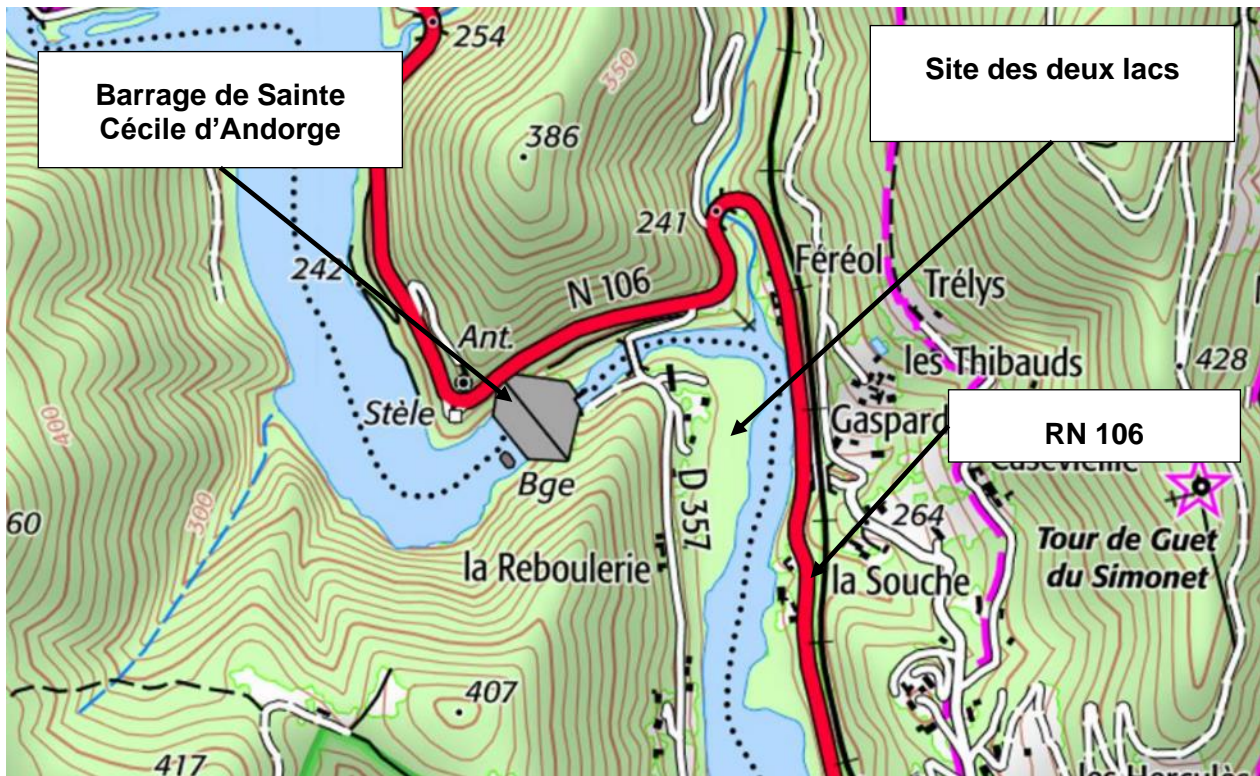 254
Barrage de Sainte
Cécile d’Andorge
Site des deux lacs
350
386
241
242
N 106
Féréol
Trélys
les Thibauds
428
Ant.
Stèle
Gaspard
RN 106
400
300
Bge
D 357
264
60
la Reboulerie
la Souche
Tour de Guet
du Simonet
407
417